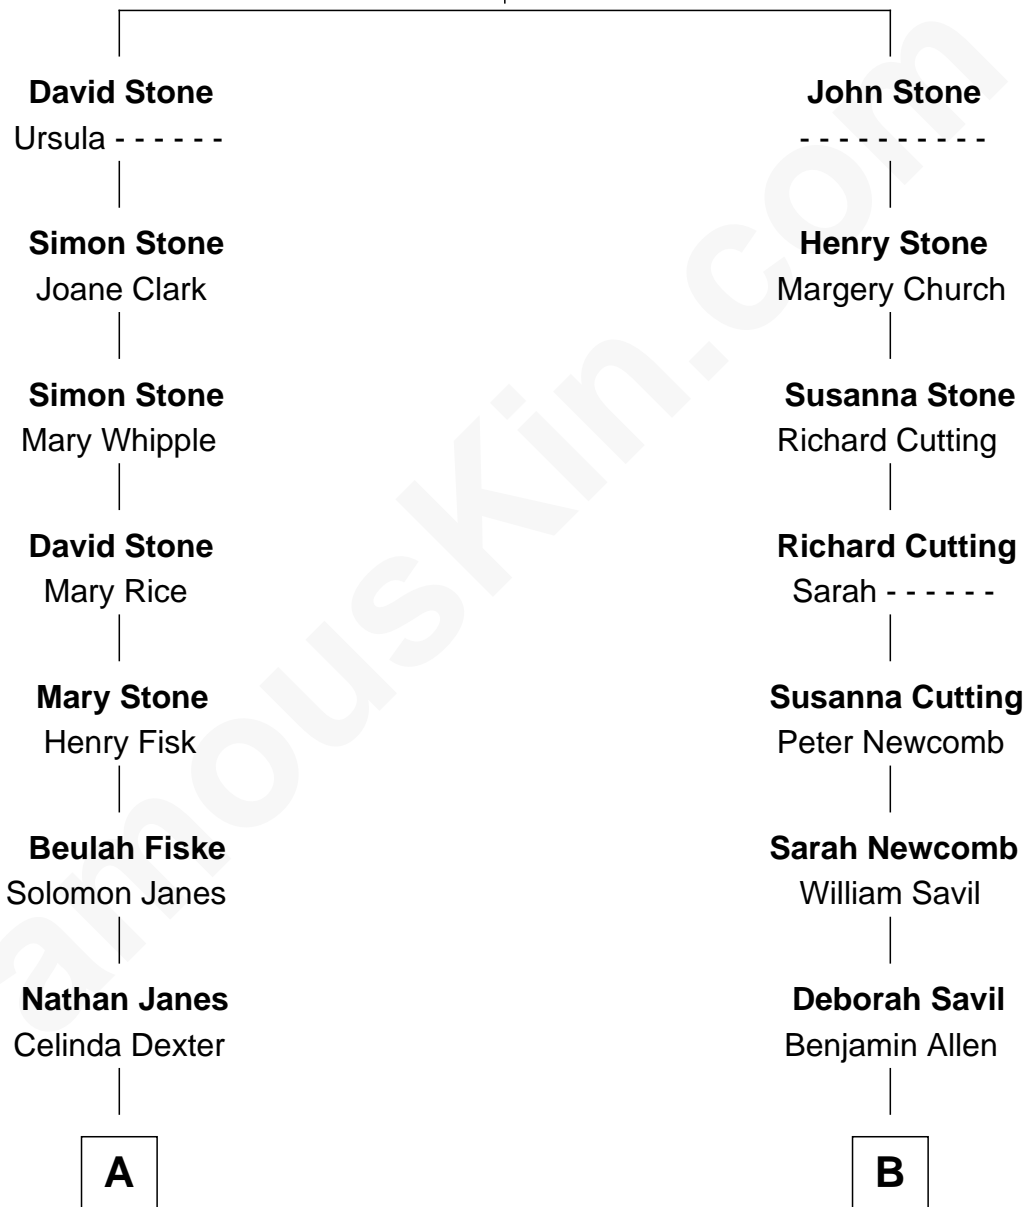 David Stone
Ursula - - - - - -
John Stone
- - - - - - - - - -
Simon Stone
Joane Clark
Henry Stone
Margery Church
Simon Stone
Mary Whipple
Susanna Stone
Richard Cutting
David Stone
Mary Rice
Richard Cutting
Sarah - - - - - -
Mary Stone
Henry Fisk
Susanna Cutting
Peter Newcomb
Beulah Fiske
Solomon Janes
Sarah Newcomb
William Savil
Nathan Janes
Celinda Dexter
Deborah Savil
Benjamin Allen
A
B
amouskin.com